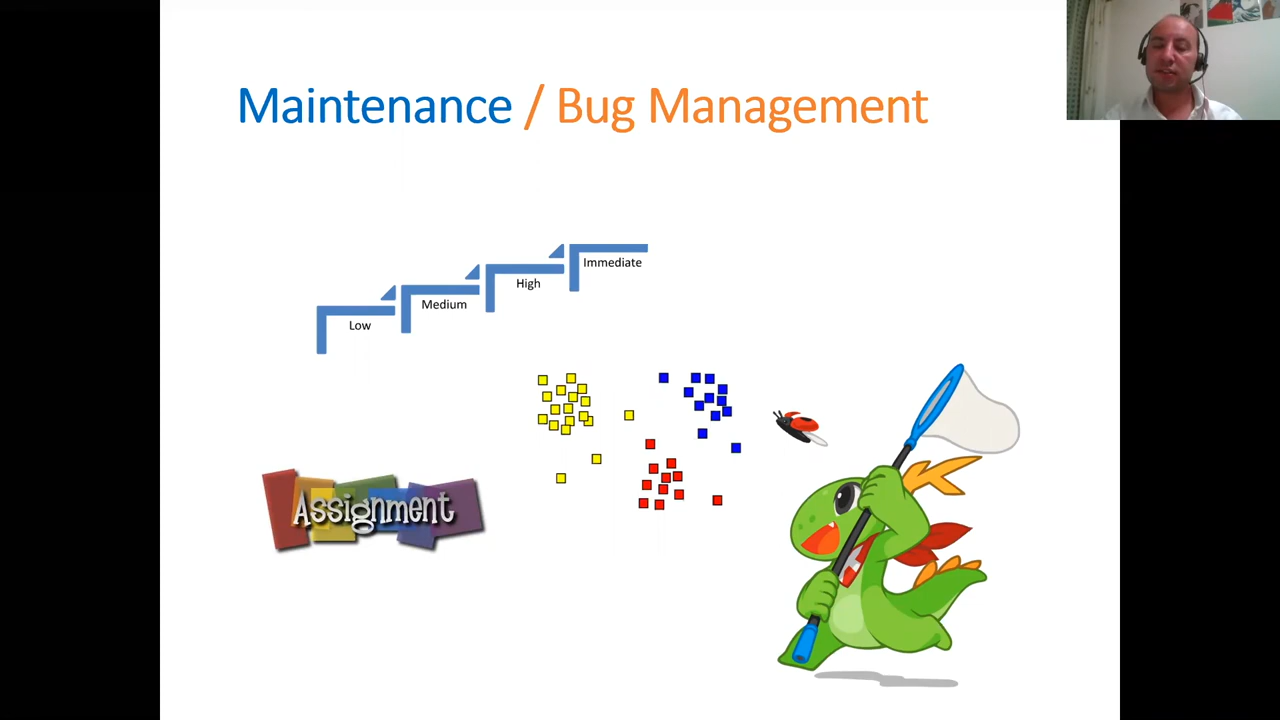 Maintenance / Bug Management
Immediate
High
Medium
Low
Assignment